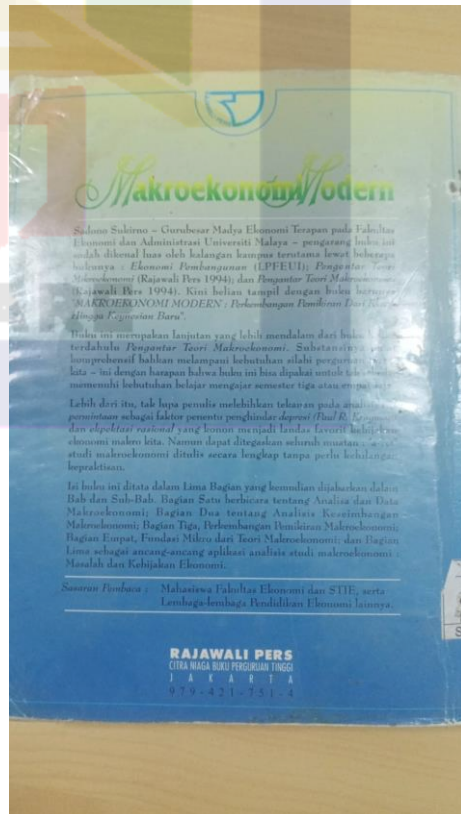 Makroekonomi Modern
Sadono Sukirno – Gurubesar Madya Ekonomi Terapan pada Fakultas
Ekonomi dan Administrasi Universiti Malaya – pengarang buku ini
sudah dikenal luas oleh kalangan kampus terutama lewat beberapa
bukunya : Ekonomi Pembangunan (LPFEUI); Pengantar Teori
Mikroekonomi (Rajawali Pers 1994); dan Pengantar Teori Makroekonomi
(Rajawali Pers 1994). Kini beliau tampil dengan buku
"MAKROEKONOMI MODERN : Perkembangan Pemikiran Dari
Hingga Keynesian Baru".
Buku ini merupakan lanjutan yang lebih mendalam dari buku
terdahulu Pengantar Teori Makroekonomi. Substansinya
komprehensif bahkan melampaui kebutuhan silabi perguruan
kita – ini dengan harapan bahwa buku ini bisa dipakai untuk
memenuhi kebutuhan belajar mengajar semester tiga atau empat
Lebih dari itu, tak lupa penulis melebihkan tekanan pada
permintaan sebagai faktor penentu penghindar depresi (Paul R.
dan ekpektasi rasional yang konon menjadi landas favorit
ekonomi makro kita. Namun dapat ditegaskan seluruh muatan
studi makroekonomi ditulis secara lengkap tanpa perlu kehilangan
kepraktisan.
Isi buku ini ditata dalam Lima Bagian yang kemudian dijabarkan dalam
Bab dan Sub-Bab. Bagian Satu berbicara tentang Analisa dan Data
Makroekonomi; Bagian Dua tentang Analisis Keseimbangan
Makroekonomi; Bagian Tiga, Perkembangan Pemikiran Makroekonomi;
Bagian Empat, Fundasi Mikro dari Teori Makroekonomi; dan Bagian
Lima sebagai ancang-ancang aplikasi analisis studi makroekonomi :
Masalah dan Kebijakan Ekonomi.
Sasaran Pembaca : Mahasiswa Fakultas Ekonomi dan STIE, serta
Lembaga-lembaga Pendidikan Ekonomi lainnya.
RAJAWALI PERS
CITRA NIAGA BUKU PERGURUAN TINGGI
JAKARTA
979-421-351-4